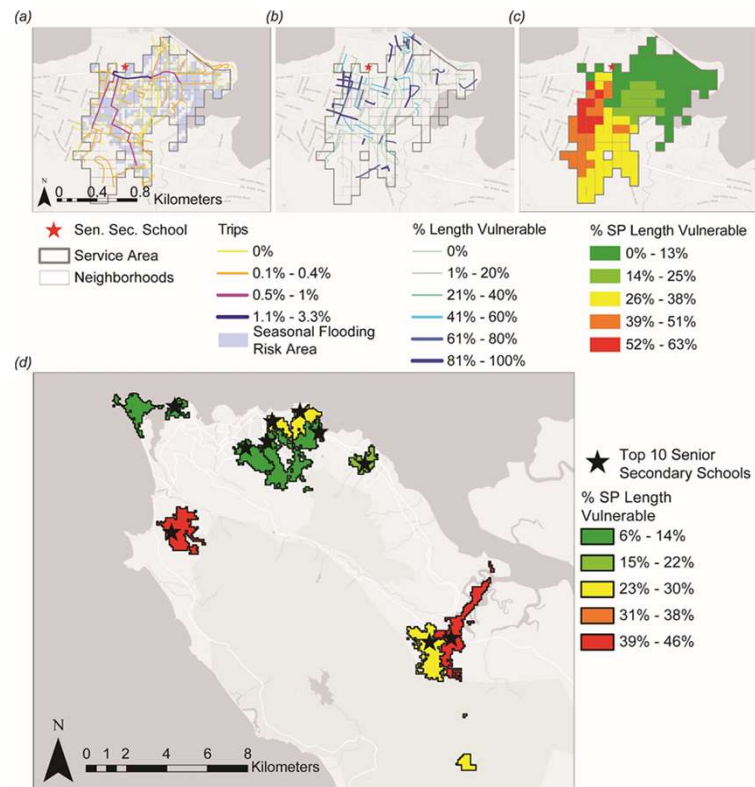 (a)
(b)
(c)
N
0 0.4 0.8
Kilometers
Sen. Sec. School
Service Area
Neighborhoods
Trips
0%
0.1% - 0.4%
0.5% - 1%
1.1% - 3.3%
Seasonal Flooding
Risk Area
% Length Vulnerable
0%
1% - 20%
21% - 40%
41% - 60%
61% - 80%
81% - 100%
% SP Length Vulnerable
0% - 13%
14% - 25%
26% - 38%
39% - 51%
52% - 63%
(d)
Top 10 Senior
Secondary Schools
% SP Length
Vulnerable
6% - 14%
15% - 22%
23% - 30%
31% - 38%
39% - 46%
N
0 1 2 4 6 8
Kilometers